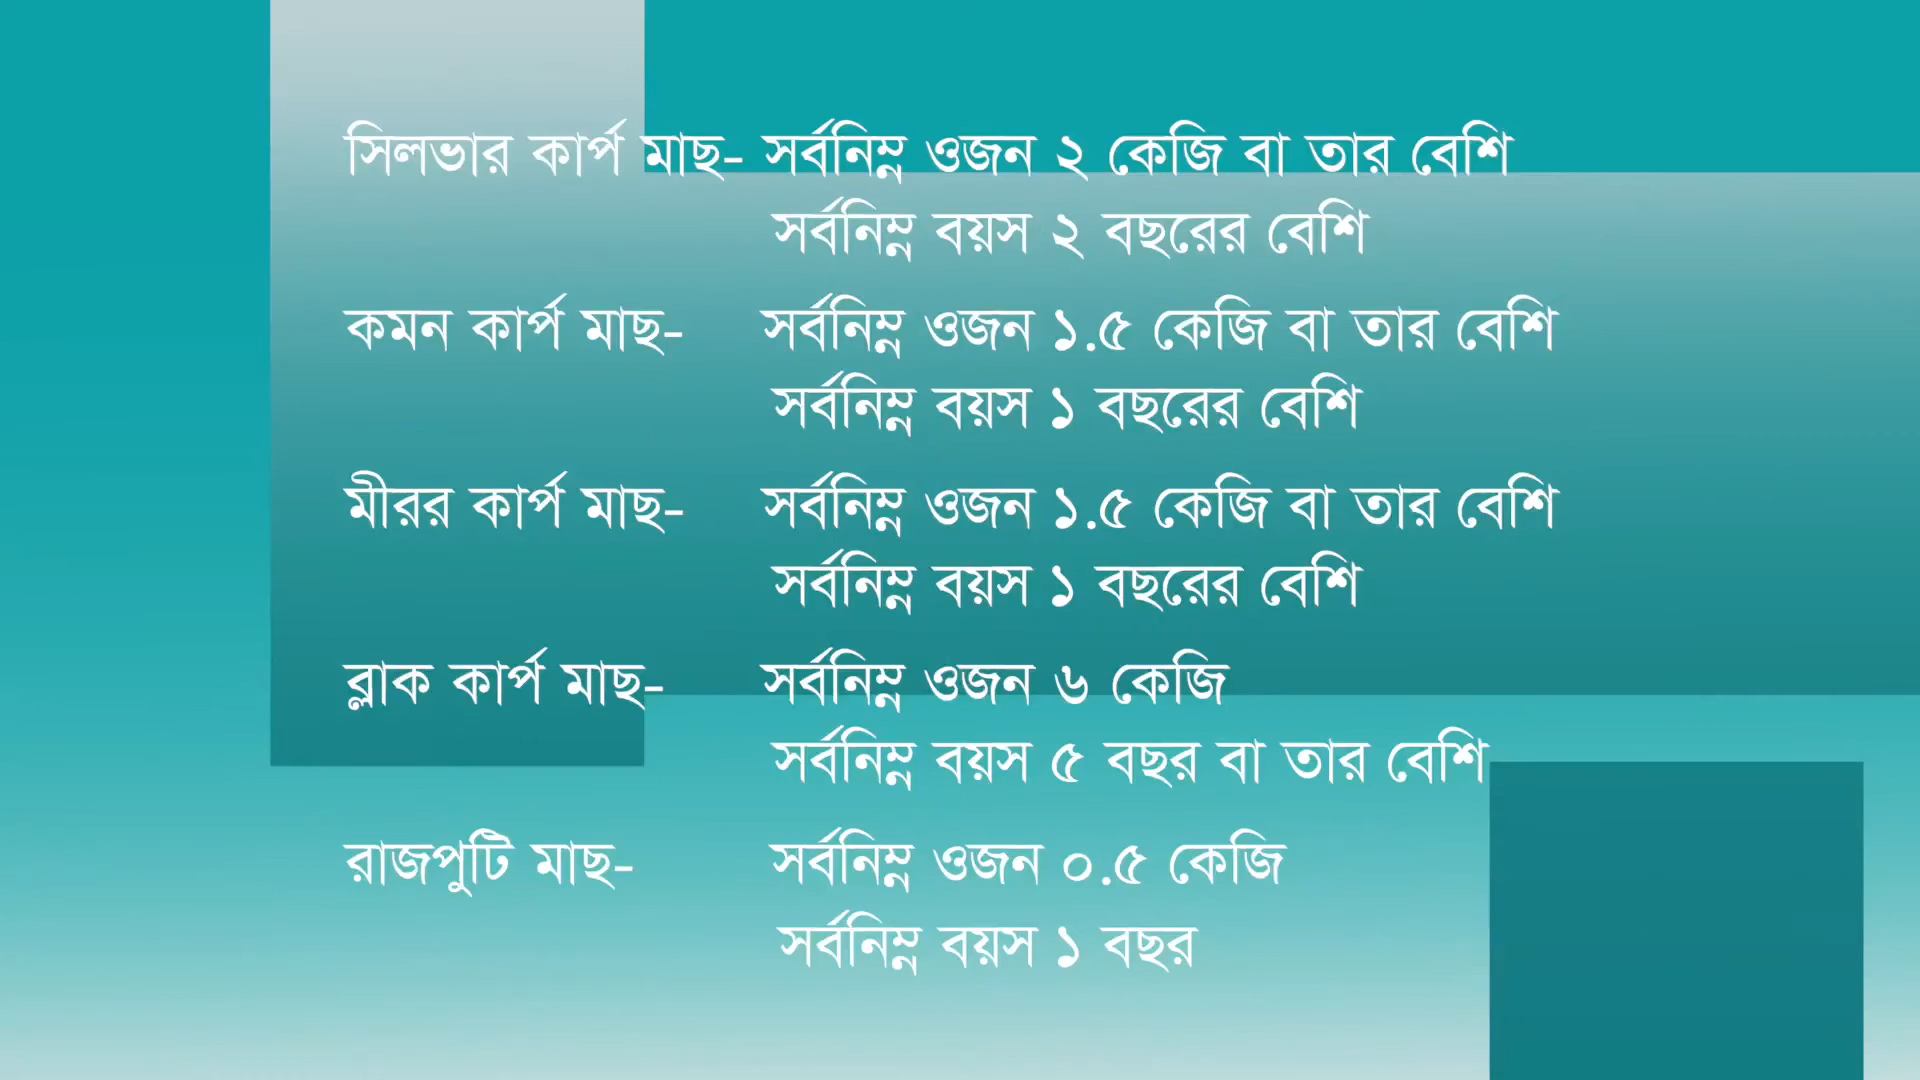 সিলভার কার্প মাছ- সর্বনিম্ন ওজন ২ কেজি বা তার বেশি
সর্বনিম্ন বয়স ২ বছরের বেশি
কমন কার্প মাছ- সর্বনিম্ন ওজন ১.৫ কেজি বা তার বেশি
সর্বনিম্ন বয়স ১ বছরের বেশি
মীরর কার্প মাছ- সর্বনিম্ন ওজন ১.৫ কেজি বা তার বেশি
সর্বনিম্ন বয়স ১ বছরের বেশি
ব্লাক কার্প মাছ- সর্বনিম্ন ওজন ৬ কেজি
সর্বনিম্ন বয়স ৫ বছর বা তার বেশি
রাজপুটি মাছ- সর্বনিম্ন ওজন ০.৫ কেজি
সর্বনিম্ন বয়স ১ বছর